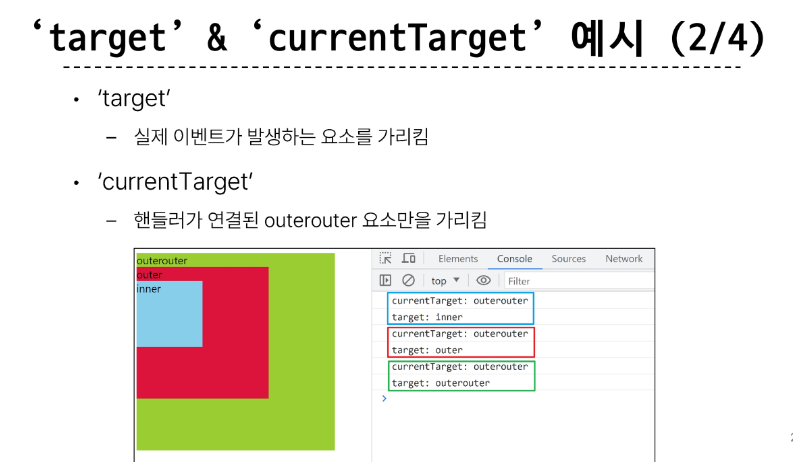 ‘target’ & ‘currentTarget’ 예시 (2/4)
• ‘target’
– 실제 이벤트가 발생하는 요소를 가리킴
• ‘currentTarget’
– 핸들러가 연결된 outerouter 요소만을 가리킴
outerouter
outer
inner
Elements Console Sources Network
top Filter
currentTarget: outerouter
target: inner
currentTarget: outerouter
target: outer
currentTarget: outerouter
target: outerouter
>